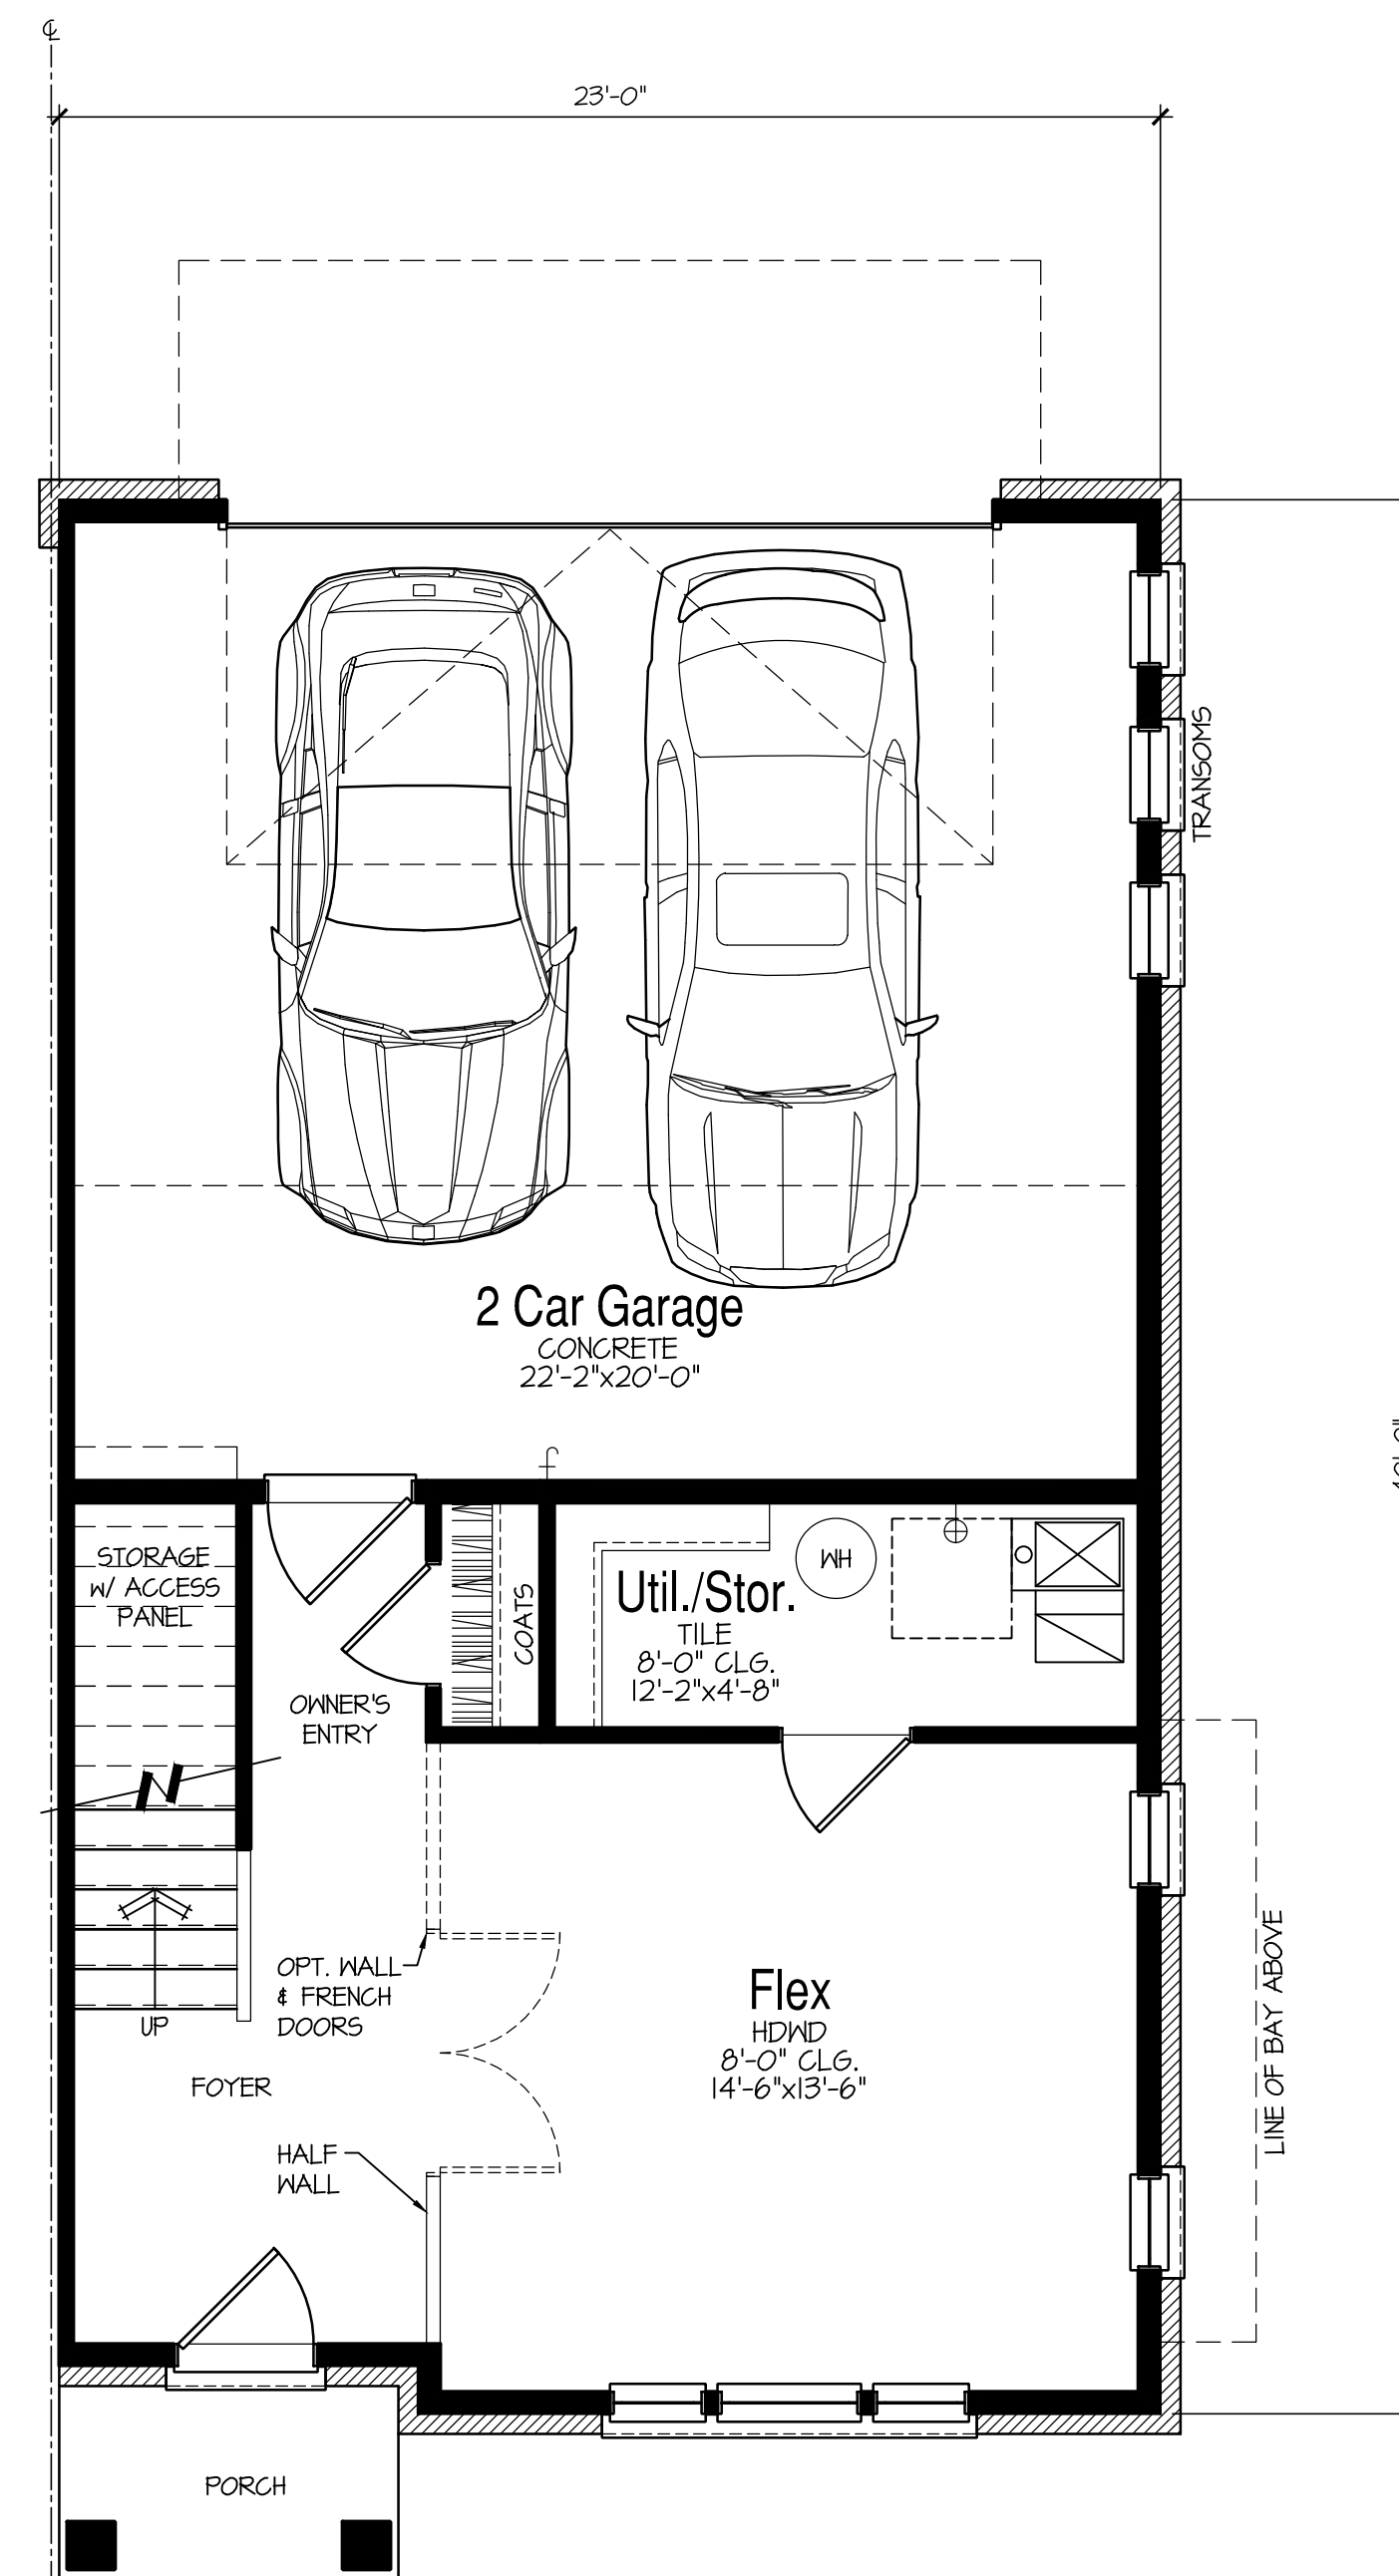 ℄
23'-0"
TRANSOMS
2 Car Garage
CONCRETE
22'-2"x20'-0"
STORAGE
W/ ACCESS
PANEL
COATS
WH
Util./Stor.
TILE
8'-0" CLG.
12'-2"x4'-8"
OWNER'S
ENTRY
OPT. WALL
& FRENCH
DOORS
UP
FOYER
Flex
HDWD
8'-0" CLG.
14'-6"x13'-6"
LINE OF BAY ABOVE
HALF
WALL
PORCH